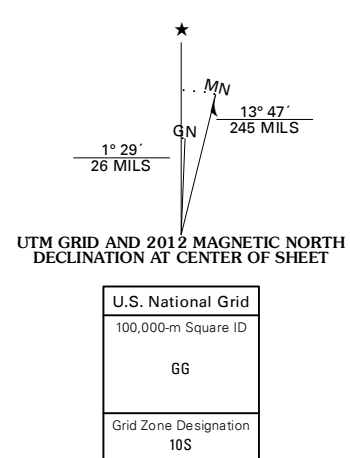 ★
MN
GN
13° 47´
245 MILS
1° 29´
26 MILS
UTM GRID AND 2012 MAGNETIC NORTH
DECLINATION AT CENTER OF SHEET
U.S. National Grid
100,000-m Square ID
GG
Grid Zone Designation
10S